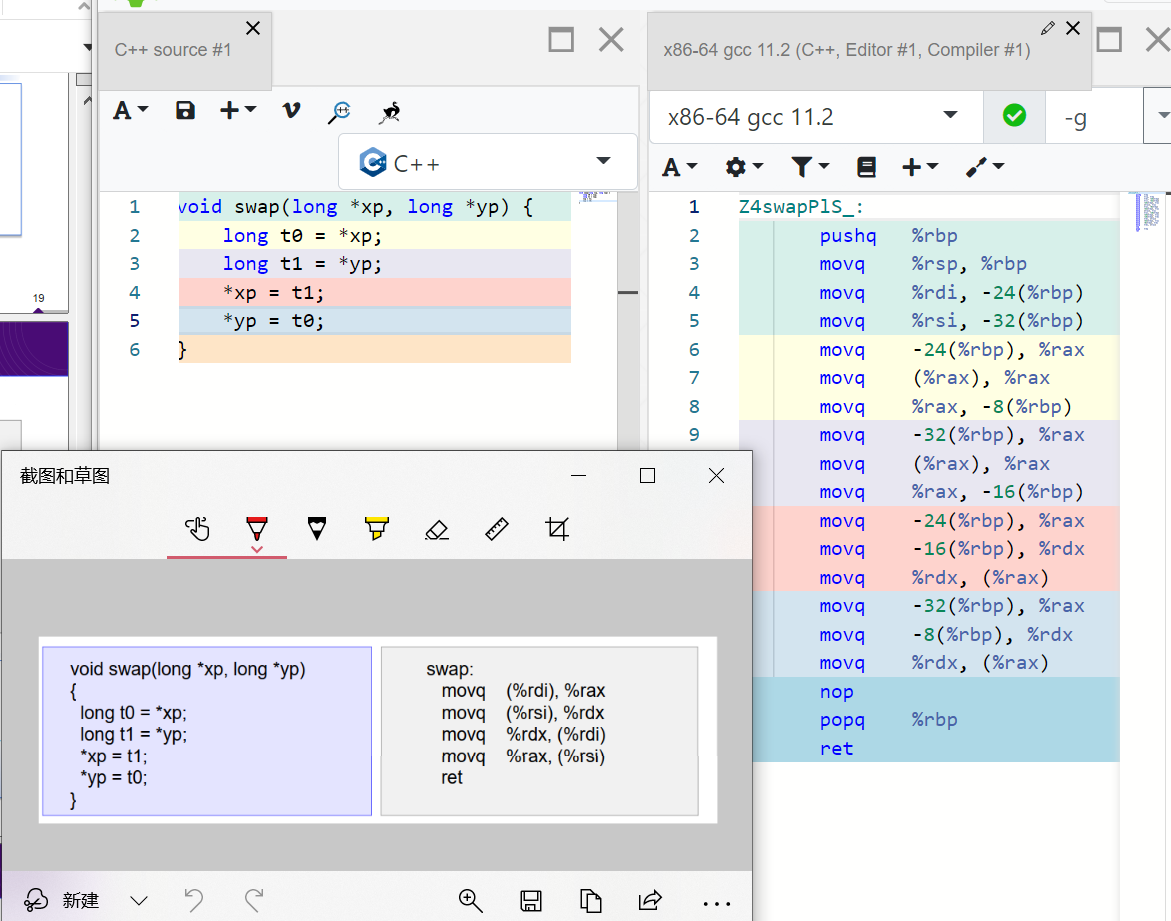 C++ source #1
A
C++
1 void swap(long *xp, long *yp) {
2 long t0 = *xp;
3 long t1 = *yp;
4 *xp = t1;
5 *yp = t0;
6 }
19
x86-64 gcc 11.2 (C++, Editor #1, Compiler #1)
x86-64 gcc 11.2
-g
A
1 Z4swapPlS_:
2 pushq %rbp
3 movq %rsp, %rbp
4 movq %rdi, -24(%rbp)
5 movq %rsi, -32(%rbp)
6 movq -24(%rbp), %rax
7 movq (%rax), %rax
8 movq %rax, -8(%rbp)
9 movq -32(%rbp), %rax
movq (%rax), %rax
movq %rax, -16(%rbp)
movq -24(%rbp), %rax
movq -16(%rbp), %rdx
movq %rdx, (%rax)
movq -32(%rbp), %rax
movq -8(%rbp), %rdx
movq %rdx, (%rax)
nop
popq %rbp
ret
截图和草图
void swap(long *xp, long *yp)
{
long t0 = *xp;
long t1 = *yp;
*xp = t1;
*yp = t0;
}
swap:
movq (%rdi), %rax
movq (%rsi), %rdx
movq %rdx, (%rdi)
movq %rax, (%rsi)
ret
新建